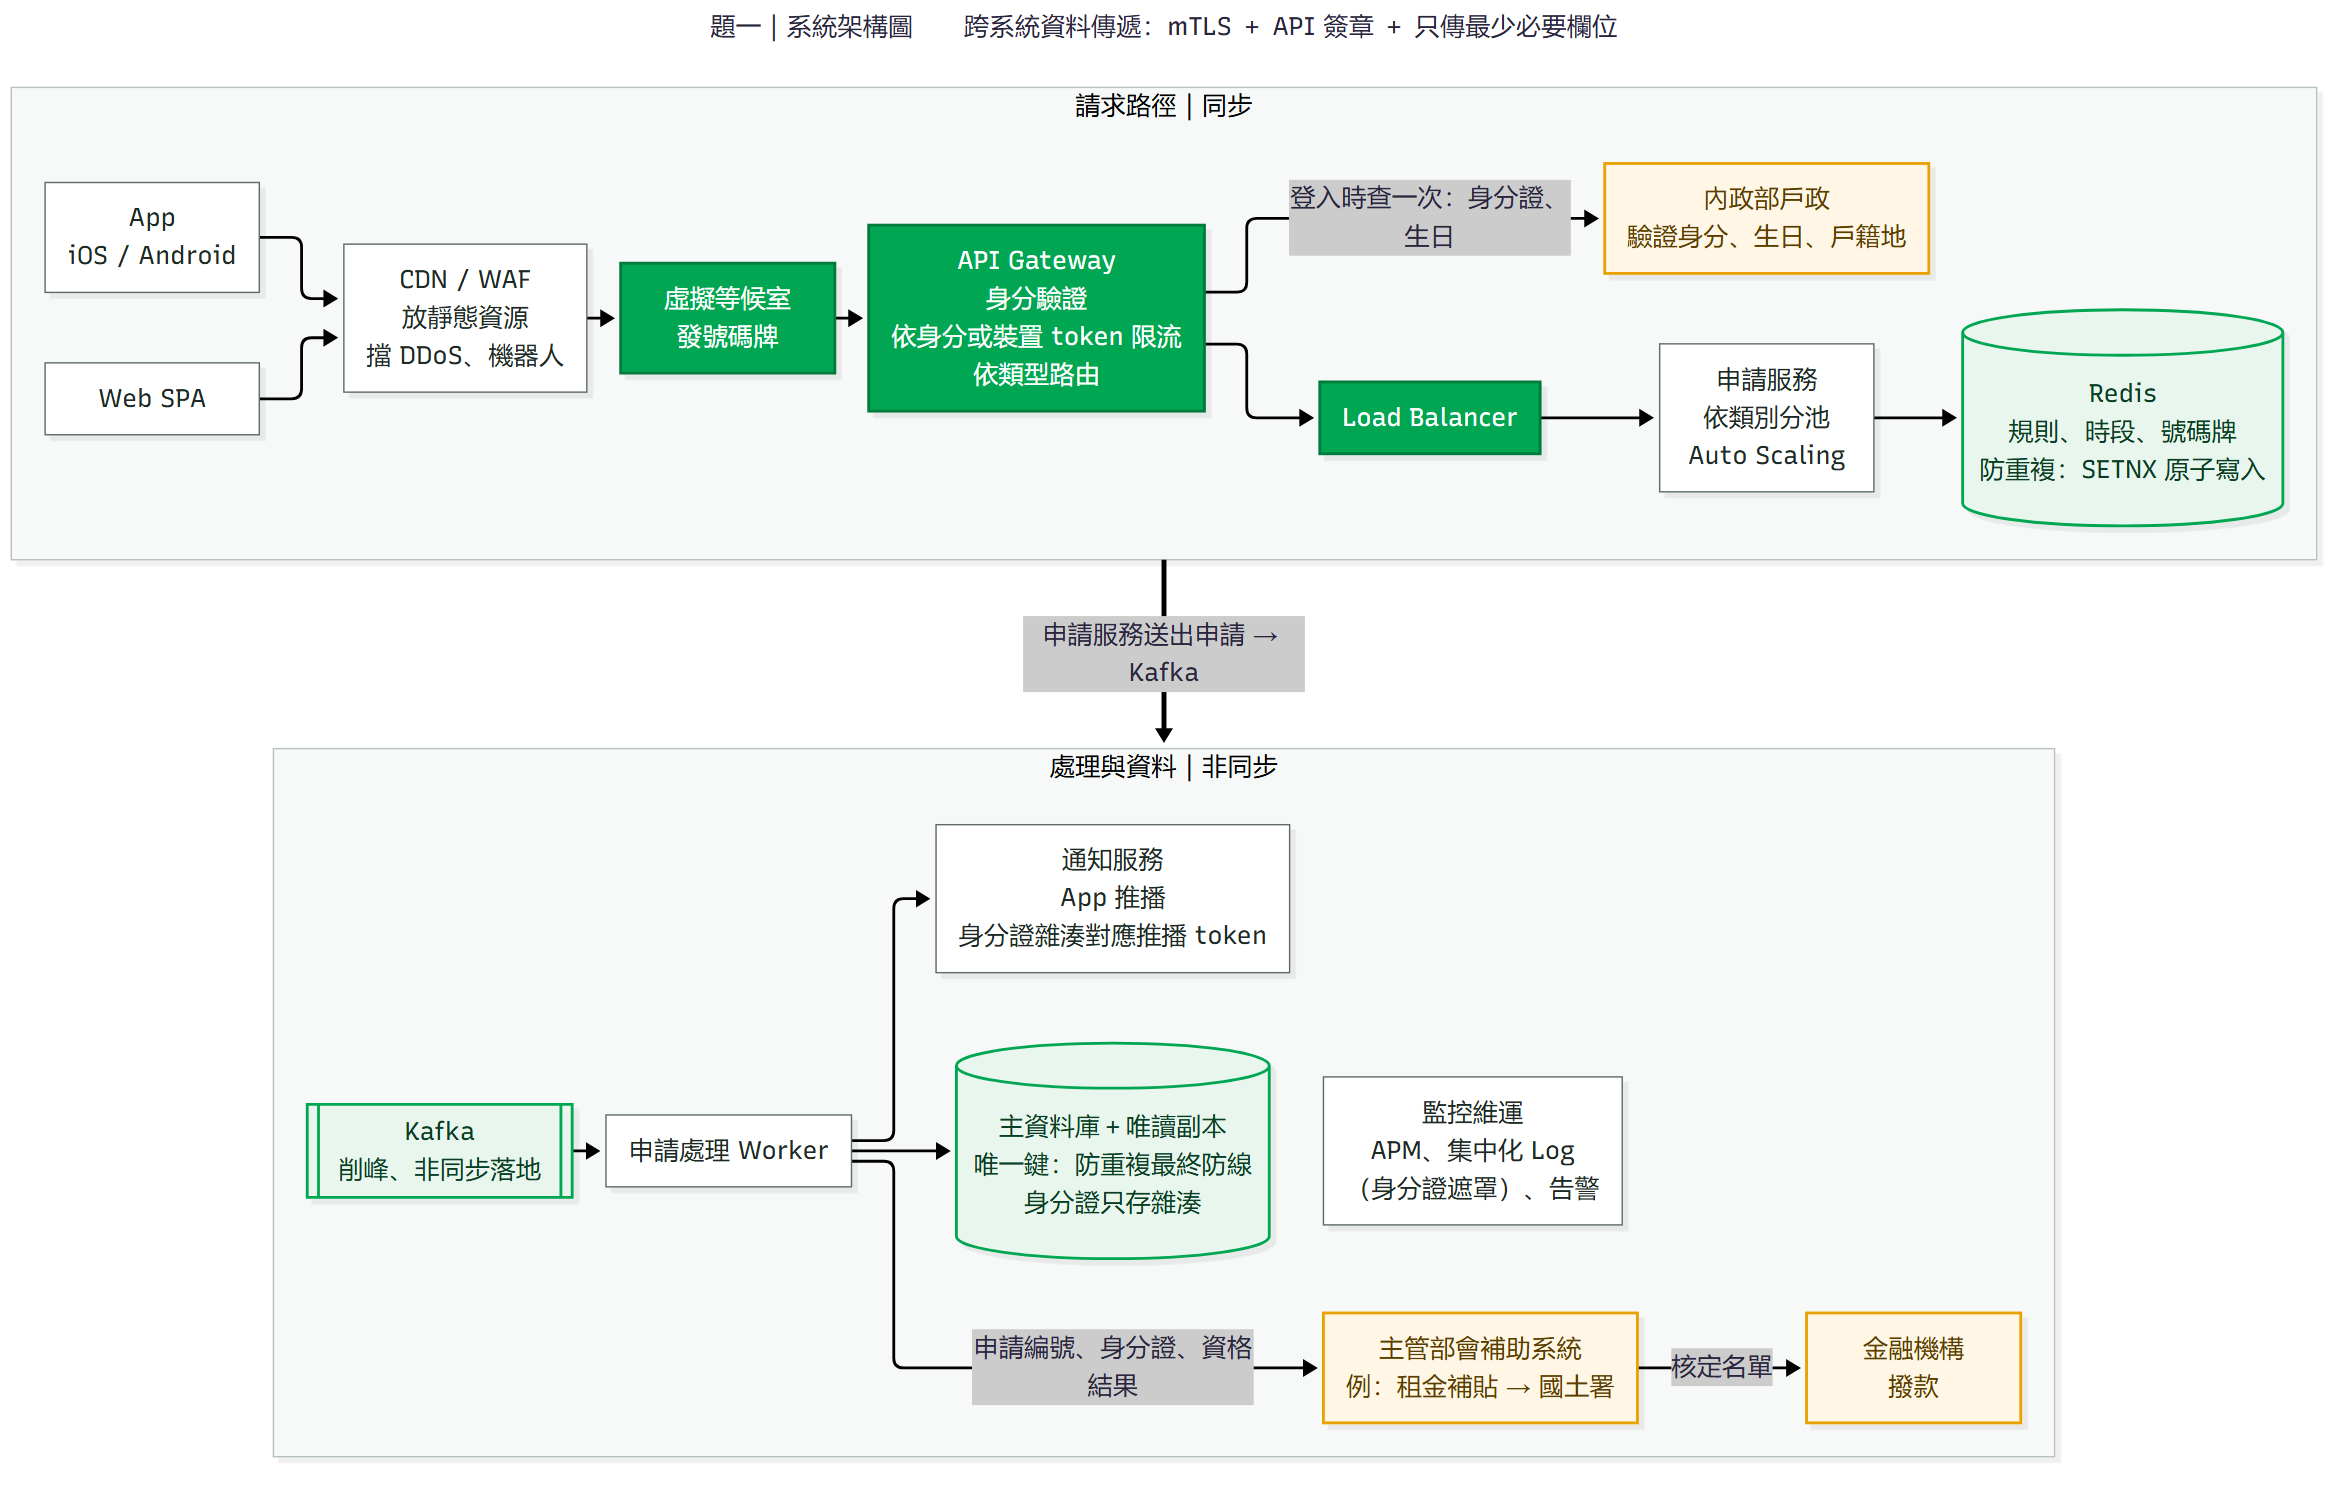 題一 | 系統架構圖　　跨系統資料傳遞：mTLS + API 簽章 + 只傳最少必要欄位
請求路徑 | 同步
App
iOS / Android
Web SPA
CDN / WAF
放靜態資源
擋 DDoS、機器人
虛擬等候室
發號碼牌
API Gateway
身分驗證
依身分或裝置 token 限流
依類型路由
登入時查一次：身分證、
生日
內政部戶政
驗證身分、生日、戶籍地
Load Balancer
申請服務
依類別分池
Auto Scaling
Redis
規則、時段、號碼牌
防重複：SETNX 原子寫入
申請服務送出申請 →
Kafka
處理與資料 | 非同步
通知服務
App 推播
身分證雜湊對應推播 token
Kafka
削峰、非同步落地
申請處理 Worker
主資料庫 + 唯讀副本
唯一鍵：防重複最終防線
身分證只存雜湊
監控維運
APM、集中化 Log
（身分證遮罩）、告警
申請編號、身分證、資格
結果
主管部會補助系統
例：租金補貼 → 國土署
核定名單
金融機構
撥款